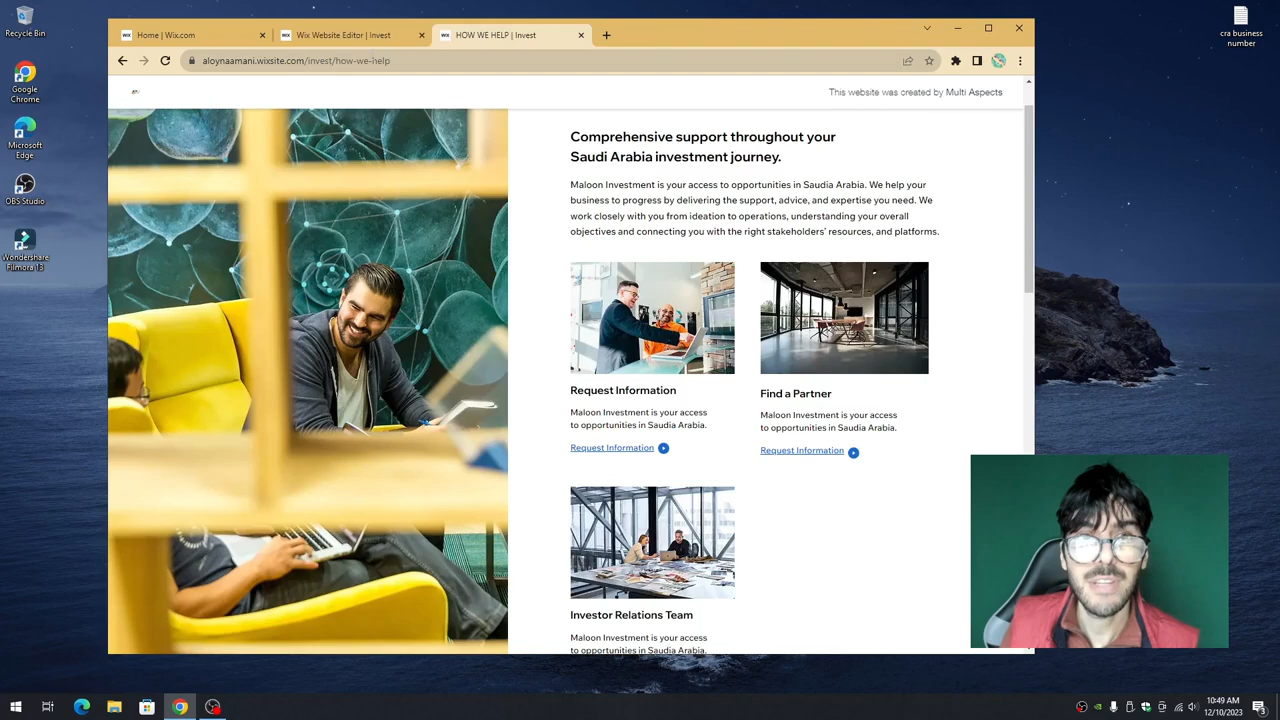 Recycle Bin
Google
Chrome
Microsoft
Edge
OBS Studio
Wondershare
Filmora 13
cra business
number
WiX
Home | Wix.com
WiX
Wix Website Editor | Invest
WiX
HOW WE HELP | Invest
aloynaamani.wixsite.com/invest/how-we-help
This website was created by Multi Aspects
Comprehensive support throughout your
Saudi Arabia investment journey.
Maloon Investment is your access to opportunities in Saudia Arabia. We help your
business to progress by delivering the support, advice, and expertise you need. We
work closely with you from ideation to operations, understanding your overall
objectives and connecting you with the right stakeholders' resources, and platforms.
Request Information
Maloon Investment is your access
to opportunities in Saudia Arabia.
Request Information
Find a Partner
Maloon Investment is your access
to opportunities in Saudia Arabia.
Request Information
Investor Relations Team
Maloon Investment is your access
to opportunities in Saudia Arabia.
10:49 AM
12/10/2023